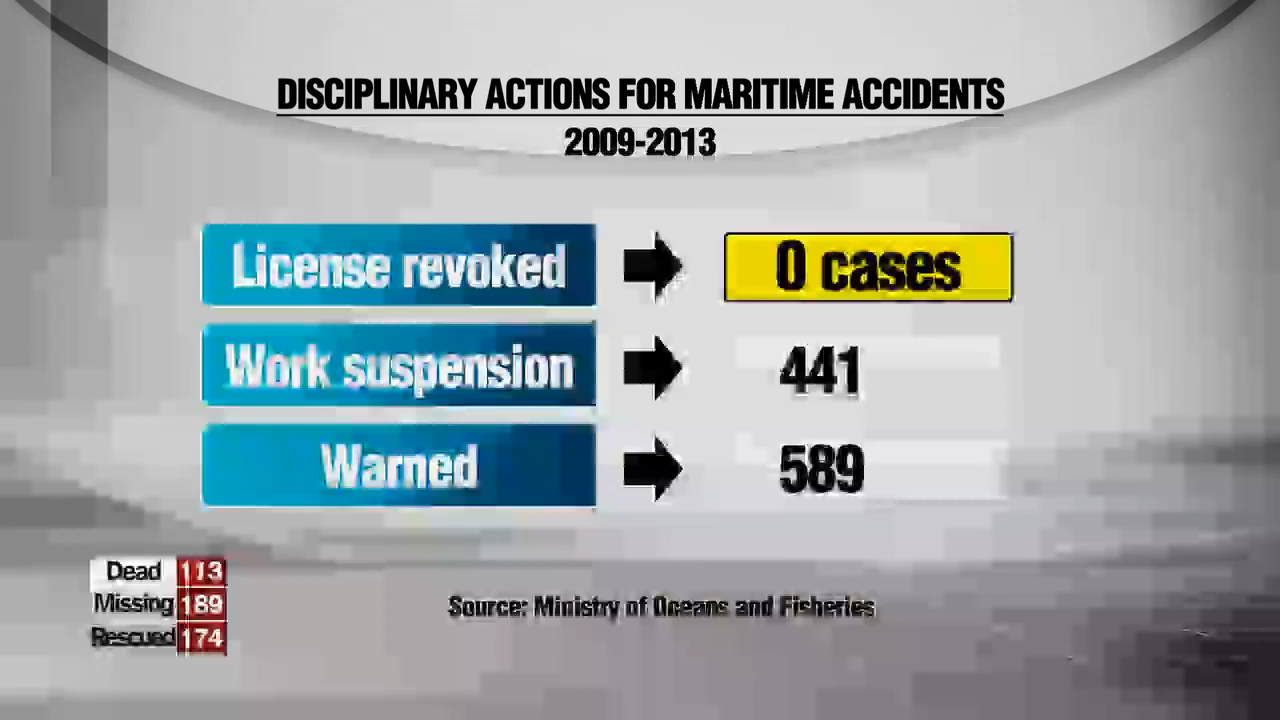 DISCIPLINARY ACTIONS FOR MARITIME ACCIDENTS
2009-2013
License revoked 0 cases
Work suspension 441
Warned 589
Dead 113
Missing 189
Rescued 174
Source: Ministry of Oceans and Fisheries